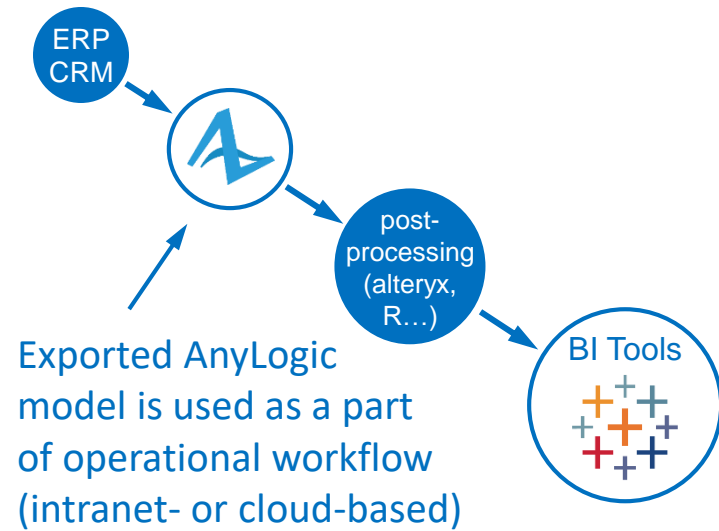 ERP
CRM
post-
processing
(alteryx,
R...)
BI Tools
Exported AnyLogic
model is used as a part
of operational workflow
(intranet- or cloud-based)